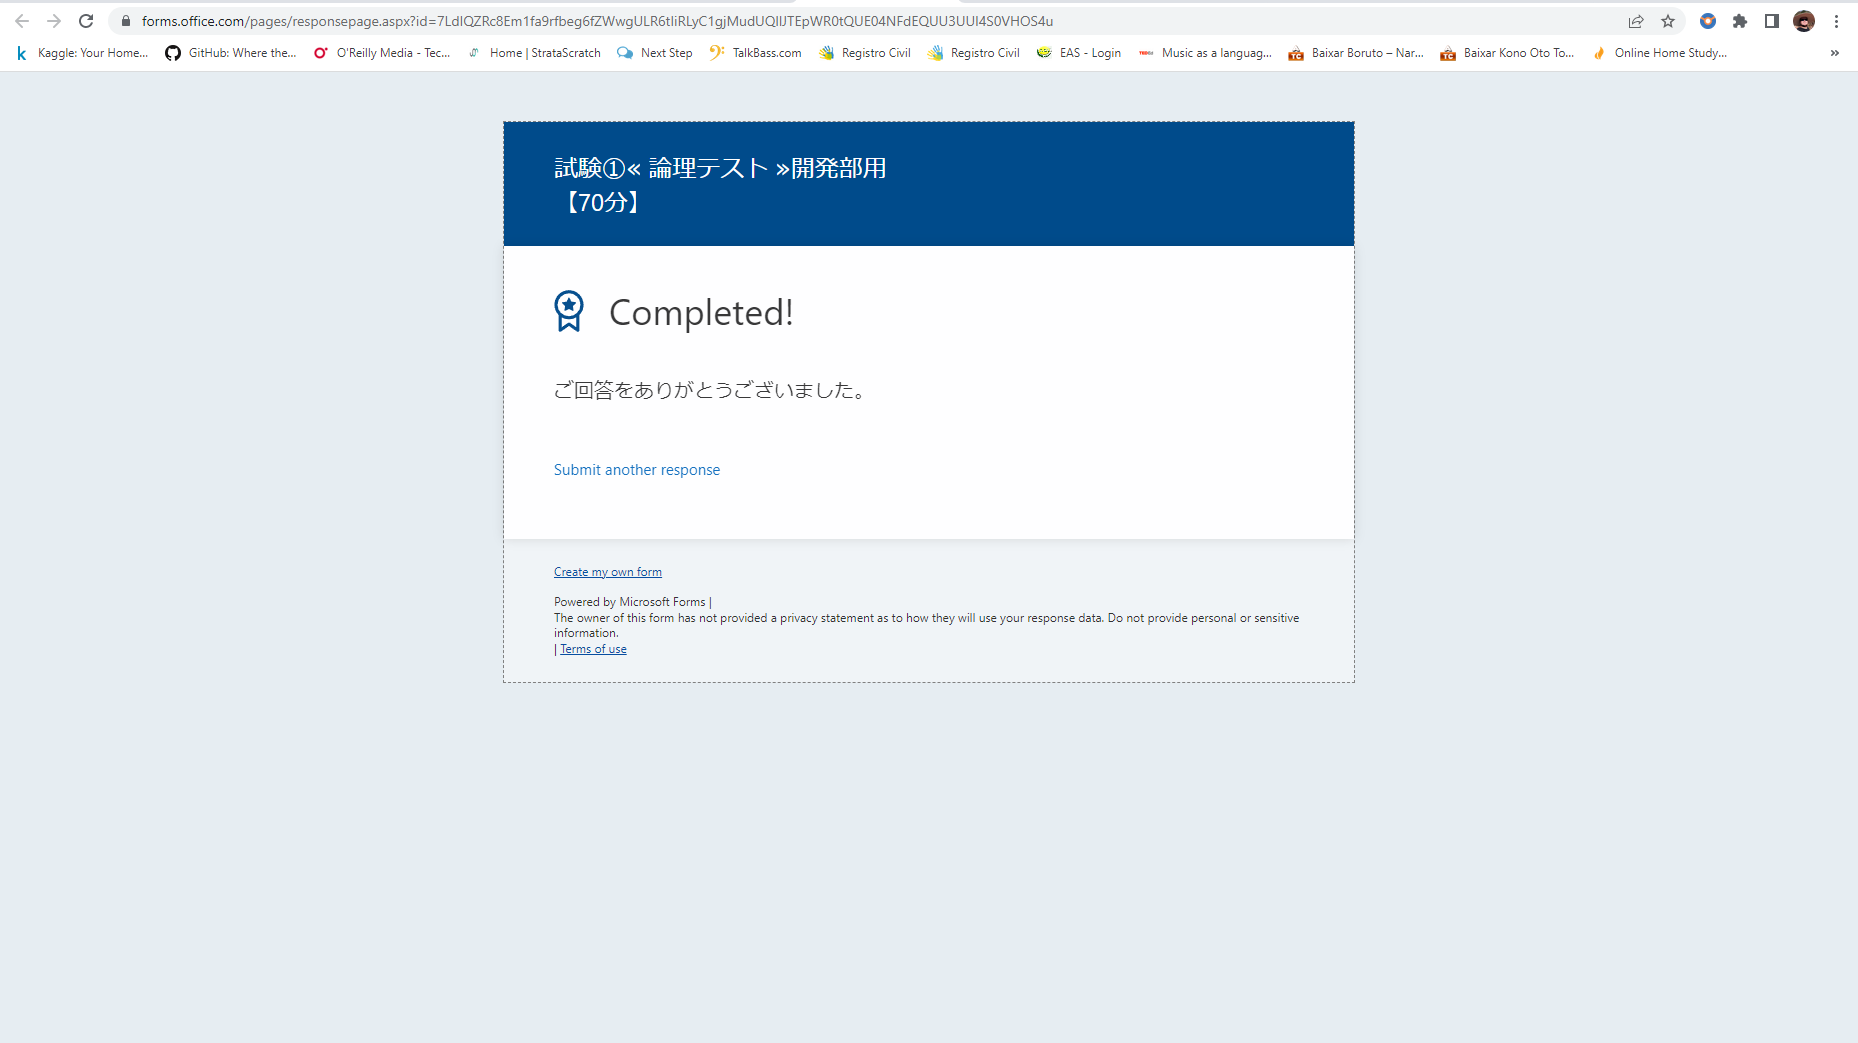 forms.office.com/pages/responsepage.aspx?id=7LdIQZRc8Em1fa9rfbeg6fZWwgULR6tIiRLyC1gjMudUQllJTEpWR0tQUE04NFdEQUU3UUI4S0VHOS4u
Kaggle: Your Home...
GitHub: Where the...
O'Reilly Media - Tec...
Home | StrataScratch
Next Step
TalkBass.com
Registro Civil
Registro Civil
EAS - Login
Music as a languag...
Baixar Boruto – Nar...
Baixar Kono Oto To...
Online Home Study...
»
試験①« 論理テスト »開発部用
【70分】
Completed!
ご回答をありがとうございました。
Submit another response
Create my own form
Powered by Microsoft Forms |
The owner of this form has not provided a privacy statement as to how they will use your response data. Do not provide personal or sensitive
information.
| Terms of use